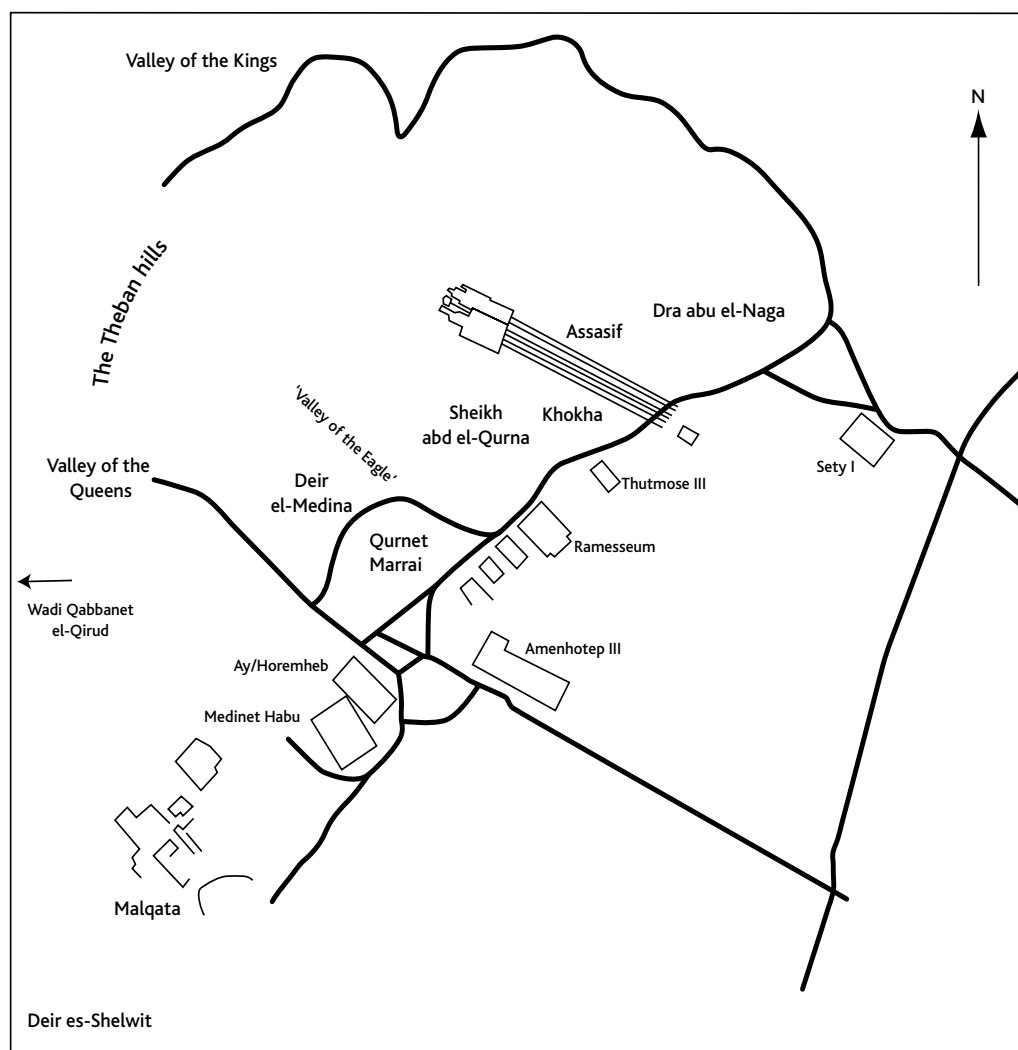 Valley of the Kings
N
The Theban hills
Dra abu el-Naga
Assasif
'Valley of the Eagle'
Sheikh
abd el-Qurna
Khokha
Valley of the
Queens
Deir
el-Medina
Thutmose III
Sety I
Qurnet
Marrai
Ramesseum
Wadi Qabbanet
el-Qirud
Amenhotep III
Ay/Horemheb
Medinet Habu
Malqata
Deir es-Shelwit